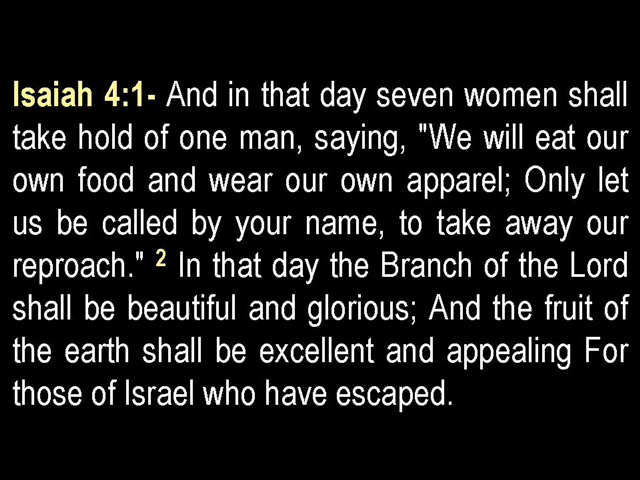 Isaiah 4:1- And in that day seven women shall
take hold of one man, saying, "We will eat our
own food and wear our own apparel; Only let
us be called by your name, to take away our
reproach." 2 In that day the Branch of the Lord
shall be beautiful and glorious; And the fruit of
the earth shall be excellent and appealing For
those of Israel who have escaped.